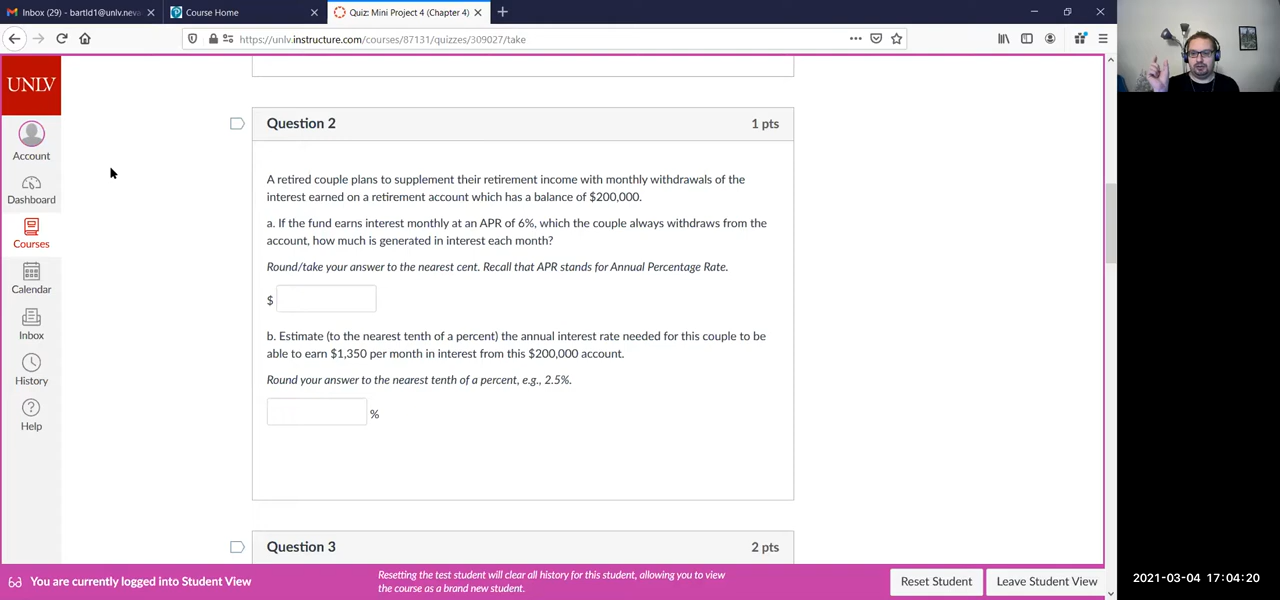 Inbox (29) - bartld1@unlv.neva
Course Home
Quiz: Mini Project 4 (Chapter 4)
https://unlv.instructure.com/courses/87131/quizzes/309027/take
UNLV
Account
Dashboard
Courses
Calendar
Inbox
History
Help
Question 2
1 pts
A retired couple plans to supplement their retirement income with monthly withdrawals of the
interest earned on a retirement account which has a balance of $200,000.
a. If the fund earns interest monthly at an APR of 6%, which the couple always withdraws from the
account, how much is generated in interest each month?
Round/take your answer to the nearest cent. Recall that APR stands for Annual Percentage Rate.
$
b. Estimate (to the nearest tenth of a percent) the annual interest rate needed for this couple to be
able to earn $1,350 per month in interest from this $200,000 account.
Round your answer to the nearest tenth of a percent, e.g., 2.5%.
%
Question 3
2 pts
You are currently logged into Student View
Resetting the test student will clear all history for this student, allowing you to view
the course as a brand new student.
Reset Student
Leave Student View
2021-03-04 17:04:20